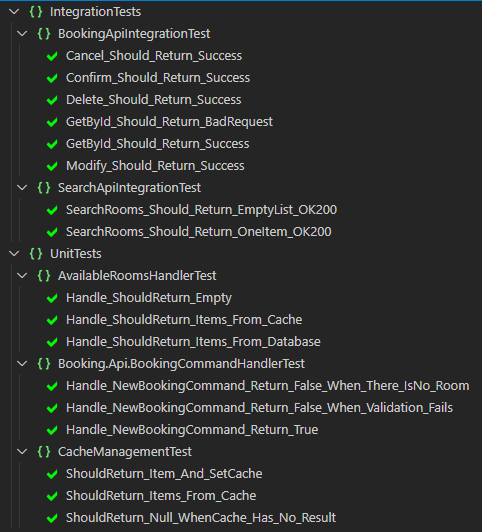 {} IntegrationTests
{} BookingApiIntegrationTest
Cancel_Should_Return_Success
Confirm_Should_Return_Success
Delete_Should_Return_Success
GetById_Should_Return_BadRequest
GetById_Should_Return_Success
Modify_Should_Return_Success
{} SearchApiIntegrationTest
SearchRooms_Should_Return_EmptyList_OK200
SearchRooms_Should_Return_OneItem_OK200
{} UnitTests
{} AvailableRoomsHandlerTest
Handle_ShouldReturn_Empty
Handle_ShouldReturn_Items_From_Cache
Handle_ShouldReturn_Items_From_Database
{} Booking.Api.BookingCommandHandlerTest
Handle_NewBookingCommand_Return_False_When_There_IsNo_Room
Handle_NewBookingCommand_Return_False_When_Validation_Fails
Handle_NewBookingCommand_Return_True
{} CacheManagementTest
ShouldReturn_Item_And_SetCache
ShouldReturn_Items_From_Cache
ShouldReturn_Null_WhenCache_Has_No_Result